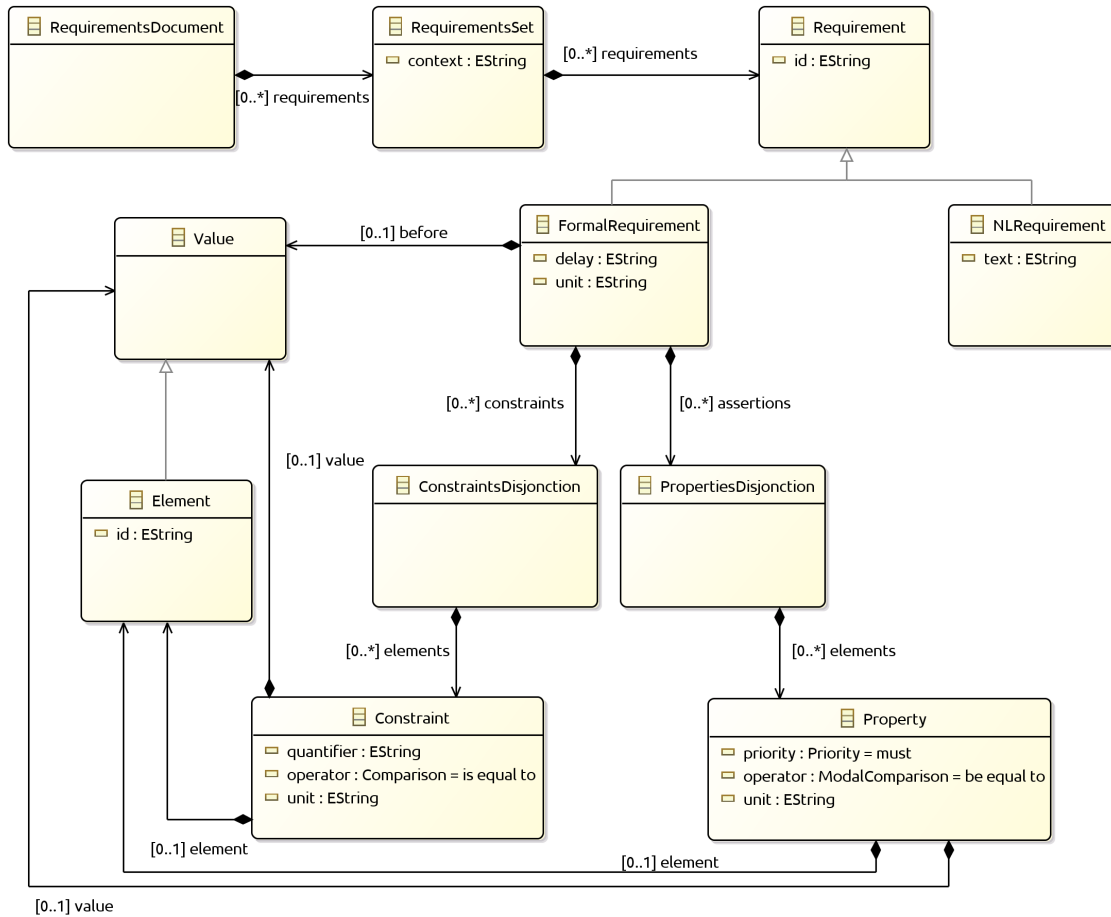 RequirementsDocument
RequirementsSet
context : EString
Requirement
id : EString
[0..*] requirements
[0..*] requirements
Value
[0..1] before
FormalRequirement
delay : EString
unit : EString
NLRequirement
text : EString
[0..*] constraints
[0..*] assertions
[0..1] value
Element
id : EString
ConstraintsDisjonction
PropertiesDisjonction
[0..*] elements
[0..*] elements
Constraint
quantifier : EString
operator : Comparison = is equal to
unit : EString
Property
priority : Priority = must
operator : ModalComparison = be equal to
unit : EString
[0..1] element
[0..1] element
[0..1] value